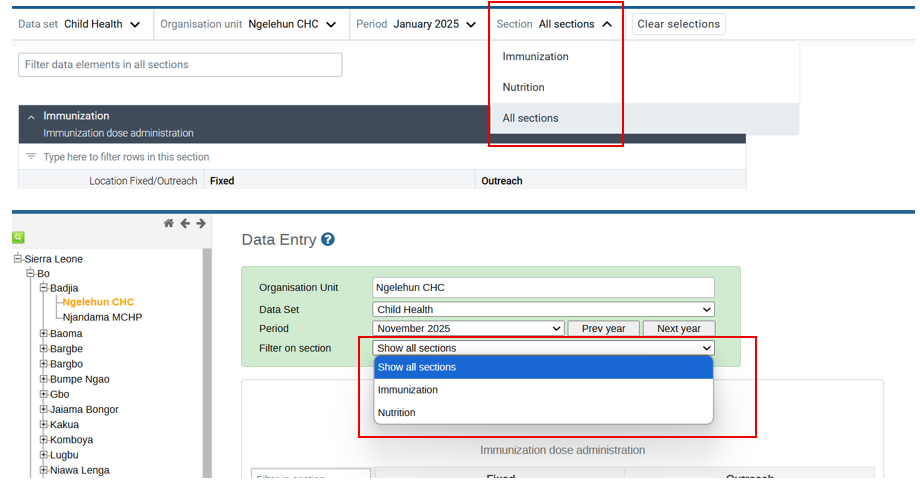 Data set Child Health Organisation unit Ngelehun CHC Period January 2025 Section All sections Clear selections
Immunization
Nutrition
All sections
Filter data elements in all sections
Immunization
Immunization dose administration
Type here to filter rows in this section
Location Fixed/Outreach Fixed Outreach
Sierra Leone
Bo
Badjia
Ngelehun CHC
Njandama MCHP
Baoma
Bargbe
Bargbo
Bumpe Ngao
Gbo
Jaiama Bongor
Kakua
Komboya
Lugbu
Niawa Lenga
Data Entry
Organisation Unit Ngelehun CHC
Data Set Child Health
Period November 2025 Prev year Next year
Filter on section Show all sections
Show all sections
Immunization
Nutrition
Immunization dose administration
Filter in section Fixed Outreach